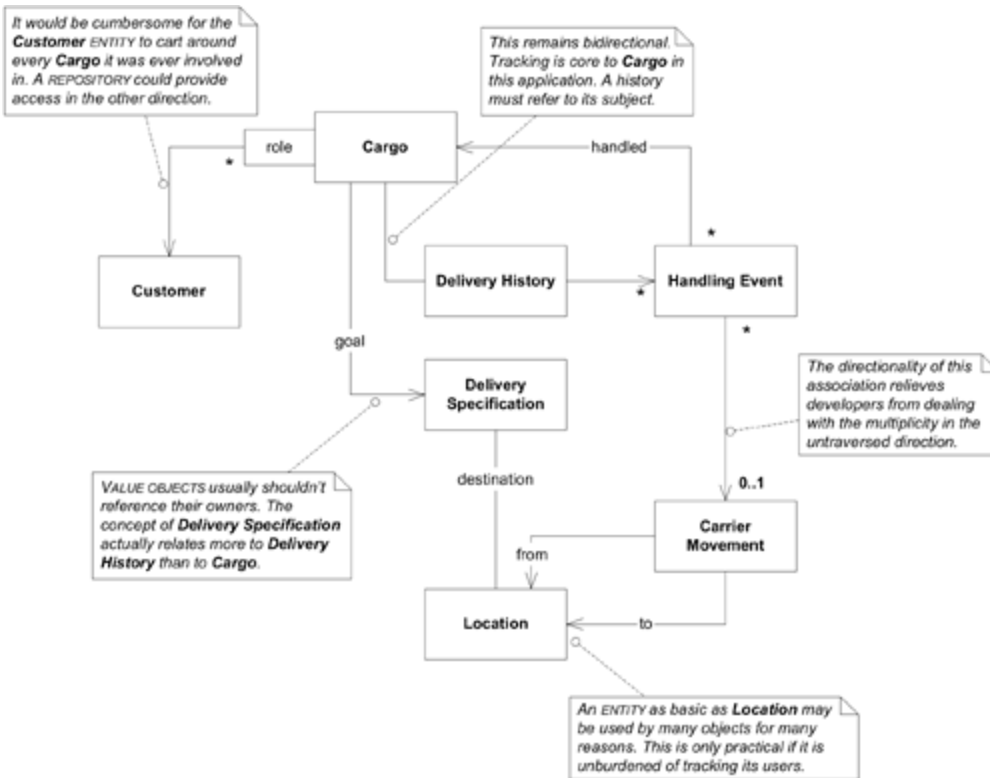 It would be cumbersome for the
Customer ENTITY to cart around
every Cargo it was ever involved
in. A REPOSITORY could provide
access in the other direction.
This remains bidirectional.
Tracking is core to Cargo in
this application. A history
must refer to its subject.
role
*
Cargo
handled
*
Customer
Delivery History
*
Handling Event
*
goal
Delivery
Specification
The directionality of this
association relieves
developers from dealing
with the multiplicity in the
untraversed direction.
destination
VALUE OBJECTS usually shouldn't
reference their owners. The
concept of Delivery Specification
actually relates more to Delivery
History than to Cargo.
0..1
Carrier
Movement
from
Location
to
An ENTITY as basic as Location may
be used by many objects for many
reasons. This is only practical if it is
unburdened of tracking its users.